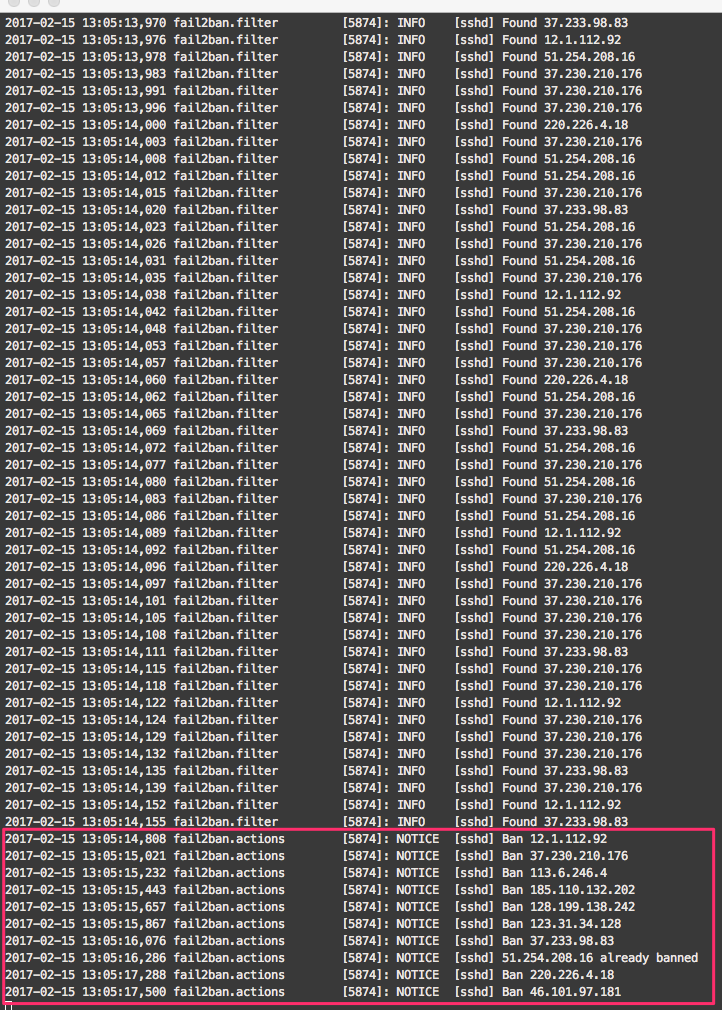 2017-02-15 13:05:13,970 fail2ban.filter [5874]: INFO [sshd] Found 37.233.98.83
2017-02-15 13:05:13,976 fail2ban.filter [5874]: INFO [sshd] Found 12.1.112.92
2017-02-15 13:05:13,978 fail2ban.filter [5874]: INFO [sshd] Found 51.254.208.16
2017-02-15 13:05:13,983 fail2ban.filter [5874]: INFO [sshd] Found 37.230.210.176
2017-02-15 13:05:13,991 fail2ban.filter [5874]: INFO [sshd] Found 37.230.210.176
2017-02-15 13:05:13,996 fail2ban.filter [5874]: INFO [sshd] Found 37.230.210.176
2017-02-15 13:05:14,000 fail2ban.filter [5874]: INFO [sshd] Found 220.226.4.18
2017-02-15 13:05:14,003 fail2ban.filter [5874]: INFO [sshd] Found 37.230.210.176
2017-02-15 13:05:14,008 fail2ban.filter [5874]: INFO [sshd] Found 51.254.208.16
2017-02-15 13:05:14,012 fail2ban.filter [5874]: INFO [sshd] Found 51.254.208.16
2017-02-15 13:05:14,015 fail2ban.filter [5874]: INFO [sshd] Found 37.230.210.176
2017-02-15 13:05:14,020 fail2ban.filter [5874]: INFO [sshd] Found 37.233.98.83
2017-02-15 13:05:14,023 fail2ban.filter [5874]: INFO [sshd] Found 51.254.208.16
2017-02-15 13:05:14,026 fail2ban.filter [5874]: INFO [sshd] Found 37.230.210.176
2017-02-15 13:05:14,031 fail2ban.filter [5874]: INFO [sshd] Found 51.254.208.16
2017-02-15 13:05:14,035 fail2ban.filter [5874]: INFO [sshd] Found 37.230.210.176
2017-02-15 13:05:14,038 fail2ban.filter [5874]: INFO [sshd] Found 12.1.112.92
2017-02-15 13:05:14,042 fail2ban.filter [5874]: INFO [sshd] Found 51.254.208.16
2017-02-15 13:05:14,048 fail2ban.filter [5874]: INFO [sshd] Found 37.230.210.176
2017-02-15 13:05:14,053 fail2ban.filter [5874]: INFO [sshd] Found 37.230.210.176
2017-02-15 13:05:14,057 fail2ban.filter [5874]: INFO [sshd] Found 37.230.210.176
2017-02-15 13:05:14,060 fail2ban.filter [5874]: INFO [sshd] Found 220.226.4.18
2017-02-15 13:05:14,062 fail2ban.filter [5874]: INFO [sshd] Found 51.254.208.16
2017-02-15 13:05:14,065 fail2ban.filter [5874]: INFO [sshd] Found 37.230.210.176
2017-02-15 13:05:14,069 fail2ban.filter [5874]: INFO [sshd] Found 37.233.98.83
2017-02-15 13:05:14,072 fail2ban.filter [5874]: INFO [sshd] Found 51.254.208.16
2017-02-15 13:05:14,077 fail2ban.filter [5874]: INFO [sshd] Found 37.230.210.176
2017-02-15 13:05:14,080 fail2ban.filter [5874]: INFO [sshd] Found 51.254.208.16
2017-02-15 13:05:14,083 fail2ban.filter [5874]: INFO [sshd] Found 37.230.210.176
2017-02-15 13:05:14,086 fail2ban.filter [5874]: INFO [sshd] Found 51.254.208.16
2017-02-15 13:05:14,089 fail2ban.filter [5874]: INFO [sshd] Found 12.1.112.92
2017-02-15 13:05:14,092 fail2ban.filter [5874]: INFO [sshd] Found 51.254.208.16
2017-02-15 13:05:14,096 fail2ban.filter [5874]: INFO [sshd] Found 220.226.4.18
2017-02-15 13:05:14,097 fail2ban.filter [5874]: INFO [sshd] Found 37.230.210.176
2017-02-15 13:05:14,101 fail2ban.filter [5874]: INFO [sshd] Found 37.230.210.176
2017-02-15 13:05:14,105 fail2ban.filter [5874]: INFO [sshd] Found 37.230.210.176
2017-02-15 13:05:14,108 fail2ban.filter [5874]: INFO [sshd] Found 37.230.210.176
2017-02-15 13:05:14,111 fail2ban.filter [5874]: INFO [sshd] Found 37.233.98.83
2017-02-15 13:05:14,115 fail2ban.filter [5874]: INFO [sshd] Found 37.230.210.176
2017-02-15 13:05:14,118 fail2ban.filter [5874]: INFO [sshd] Found 37.230.210.176
2017-02-15 13:05:14,122 fail2ban.filter [5874]: INFO [sshd] Found 12.1.112.92
2017-02-15 13:05:14,124 fail2ban.filter [5874]: INFO [sshd] Found 37.230.210.176
2017-02-15 13:05:14,129 fail2ban.filter [5874]: INFO [sshd] Found 37.230.210.176
2017-02-15 13:05:14,132 fail2ban.filter [5874]: INFO [sshd] Found 37.230.210.176
2017-02-15 13:05:14,135 fail2ban.filter [5874]: INFO [sshd] Found 37.233.98.83
2017-02-15 13:05:14,139 fail2ban.filter [5874]: INFO [sshd] Found 37.230.210.176
2017-02-15 13:05:14,152 fail2ban.filter [5874]: INFO [sshd] Found 12.1.112.92
2017-02-15 13:05:14,155 fail2ban.filter [5874]: INFO [sshd] Found 37.233.98.83
2017-02-15 13:05:14,808 fail2ban.actions [5874]: NOTICE [sshd] Ban 12.1.112.92
2017-02-15 13:05:15,021 fail2ban.actions [5874]: NOTICE [sshd] Ban 37.230.210.176
2017-02-15 13:05:15,232 fail2ban.actions [5874]: NOTICE [sshd] Ban 113.6.246.4
2017-02-15 13:05:15,443 fail2ban.actions [5874]: NOTICE [sshd] Ban 185.110.132.202
2017-02-15 13:05:15,657 fail2ban.actions [5874]: NOTICE [sshd] Ban 128.199.138.242
2017-02-15 13:05:15,867 fail2ban.actions [5874]: NOTICE [sshd] Ban 123.31.34.128
2017-02-15 13:05:16,076 fail2ban.actions [5874]: NOTICE [sshd] Ban 37.233.98.83
2017-02-15 13:05:16,286 fail2ban.actions [5874]: NOTICE [sshd] 51.254.208.16 already banned
2017-02-15 13:05:17,288 fail2ban.actions [5874]: NOTICE [sshd] Ban 220.226.4.18
2017-02-15 13:05:17,500 fail2ban.actions [5874]: NOTICE [sshd] Ban 46.101.97.181